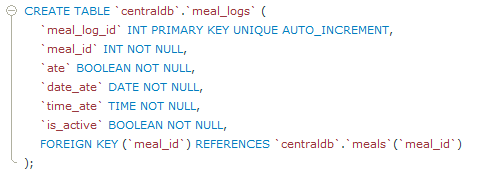 CREATE TABLE `centraldb`.`meal_logs` (
`meal_log_id` INT PRIMARY KEY UNIQUE AUTO_INCREMENT,
`meal_id` INT NOT NULL,
`ate` BOOLEAN NOT NULL,
`date_ate` DATE NOT NULL,
`time_ate` TIME NOT NULL,
`is_active` BOOLEAN NOT NULL,
FOREIGN KEY (`meal_id`) REFERENCES `centraldb`.`meals`(`meal_id`)
);